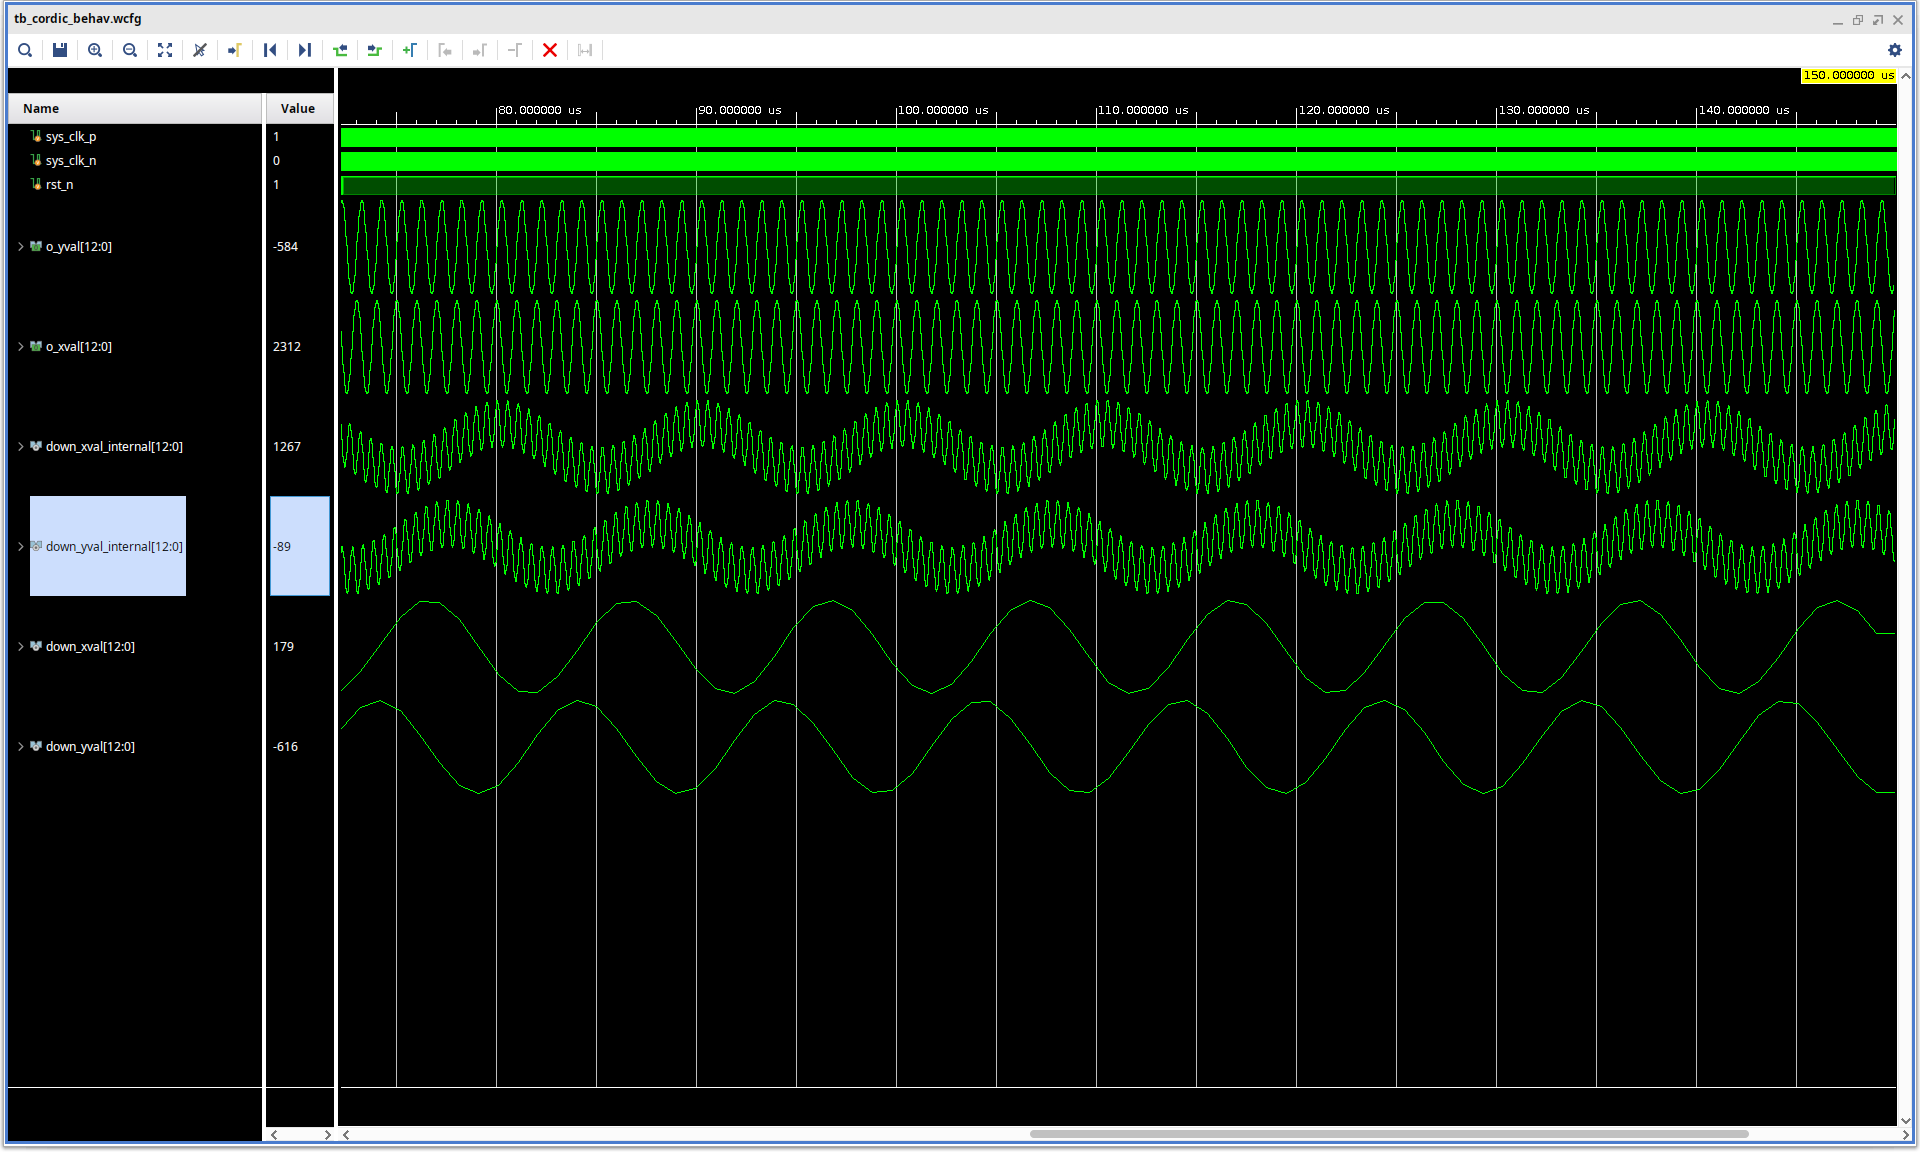 tb_cordic_behav.wcfg
150.000000 us
Name Value
80.000000 us 90.000000 us 100.000000 us 110.000000 us 120.000000 us 130.000000 us 140.000000 us
sys_clk_p 1
sys_clk_n 0
rst_n 1
o_yval[12:0] -584
o_xval[12:0] 2312
down_xval_internal[12:0] 1267
down_yval_internal[12:0] -89
down_xval[12:0] 179
down_yval[12:0] -616